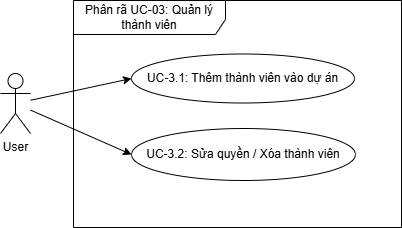 Phân rã UC-03: Quản lý
thành viên
UC-3.1: Thêm thành viên vào dự án
User
UC-3.2: Sửa quyền / Xóa thành viên